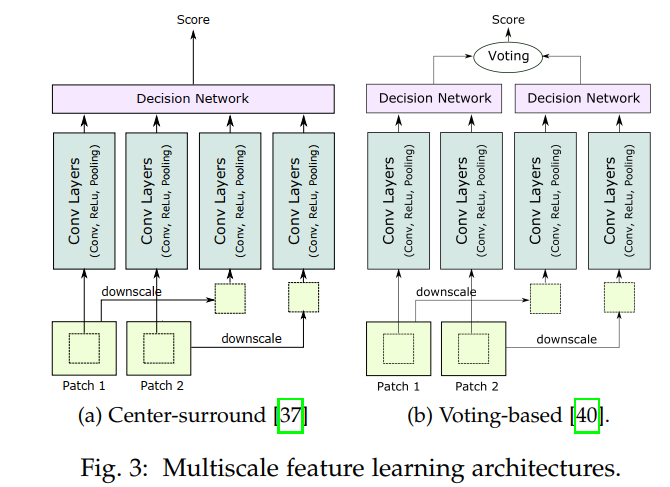 Score
Decision Network
Conv Layers
(Conv, ReLu, Pooling)
Conv Layers
(Conv, ReLu, Pooling)
Conv Layers
(Conv, ReLu, Pooling)
Conv Layers
(Conv, ReLu, Pooling)
downscale
downscale
Patch 1
Patch 2
(a) Center-surround [37]
Score
Voting
Decision Network
Decision Network
Conv Layers
(Conv, ReLu, Pooling)
Conv Layers
(Conv, ReLu, Pooling)
Conv Layers
(Conv, ReLu, Pooling)
Conv Layers
(Conv, ReLu, Pooling)
downscale
downscale
Patch 1
Patch 2
(b) Voting-based [40].
Fig. 3: Multiscale feature learning architectures.